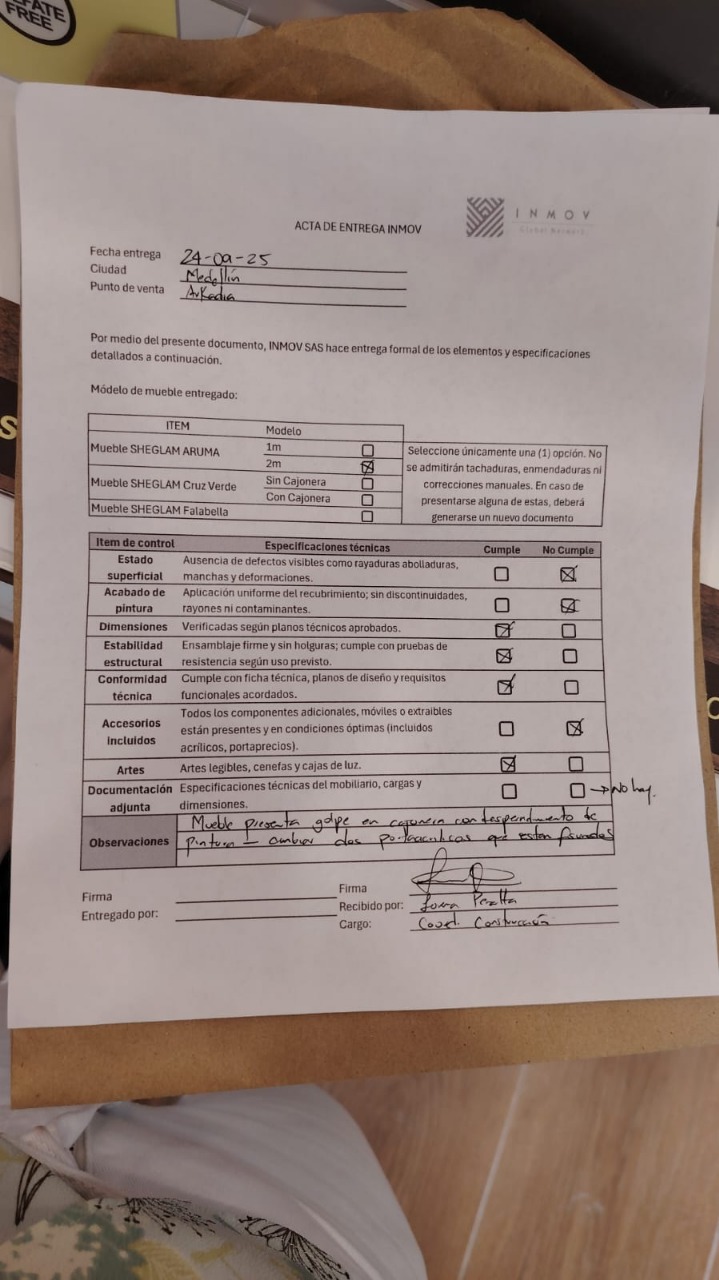 FATE
FREE
INMOV
ACTA DE ENTREGA INMOV
Fecha entrega 24-09-25
Ciudad Medellín
Punto de venta Arkadia
Por medio del presente documento, INMOV SAS hace entrega formal de los elementos y especificaciones
detallados a continuación.
Módelo de mueble entregado:
ITEM Modelo
Mueble SHEGLAM ARUMA 1m
2m
Mueble SHEGLAM Cruz Verde Sin Cajonera
Con Cajonera
Mueble SHEGLAM Falabella
Seleccione únicamente una (1) opción. No
se admitirán tachaduras, enmendaduras ni
correcciones manuales. En caso de
presentarse alguna de estas, deberá
generarse un nuevo documento
Item de control Especificaciones técnicas Cumple No Cumple
Estado superficial Ausencia de defectos visibles como rayaduras abolladuras,
manchas y deformaciones.
Acabado de pintura Aplicación uniforme del recubrimiento; sin discontinuidades,
rayones ni contaminantes.
Dimensiones Verificadas según planos técnicos aprobados.
Estabilidad estructural Ensamblaje firme y sin holguras; cumple con pruebas de
resistencia según uso previsto.
Conformidad técnica Cumple con ficha técnica, planos de diseño y requisitos
funcionales acordados.
Accesorios incluidos Todos los componentes adicionales, móviles o extraibles
están presentes y en condiciones óptimas (incluidos
acrílicos, portaprecios).
Artes Artes legibles, cenefas y cajas de luz.
Documentación adjunta Especificaciones técnicas del mobiliario, cargas y
dimensiones.
No hay.
Observaciones Mueble presenta golpe en cajonera con desprendimiento de
pintura – cambiar dos portaacrilicos que estan fisurados
Firma
Entregado por:
Firma
Recibido por: Peralta
Cargo: Coord. Construcción